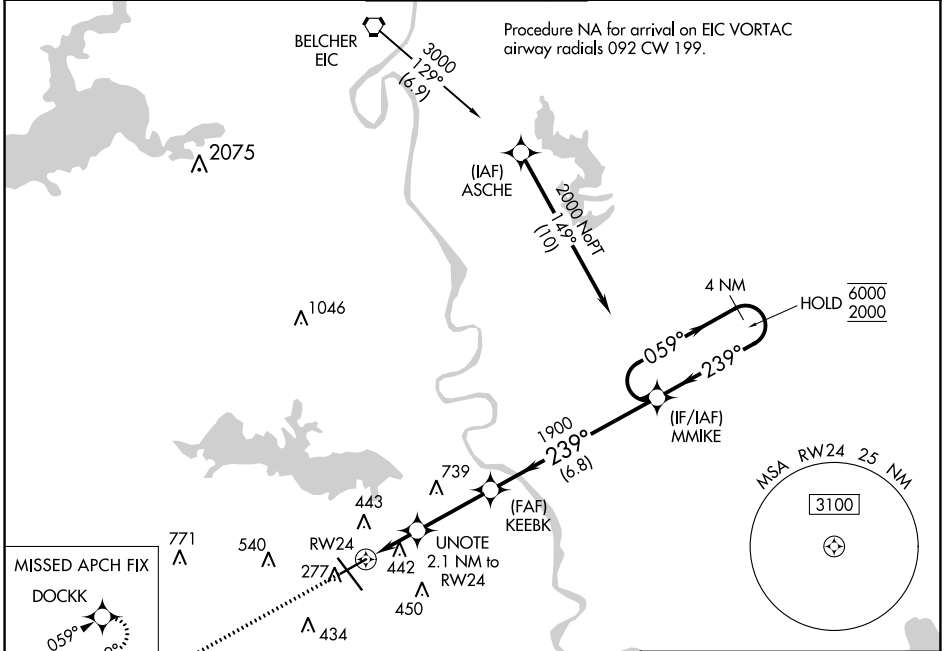 Procedure NA for arrival on EIC VORTAC
airway radials 092 CW 199.
BELCHER
EIC
3000
129°
(6.9)
2075
(IAF)
ASCHE
2000 NoPT
149°
(10)
4 NM
HOLD
6000
2000
1046
059°
239°
(IF/IAF)
MMIKE
1900
239°
(6.8)
MSA RW24 25 NM
3100
739
443
(FAF)
KEEBK
771
540
RW24
UNOTE
2.1 NM to
RW24
277
442
450
434
MISSED APCH FIX
DOCKK
059°